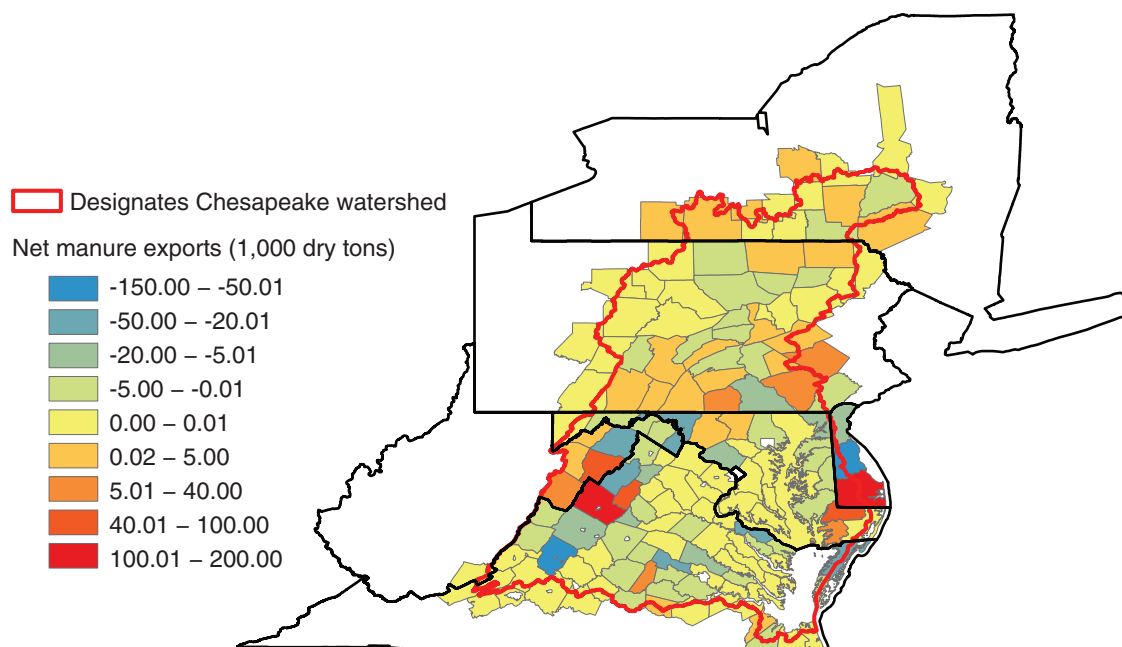 Designates Chesapeake watershed
Net manure exports (1,000 dry tons)
-150.00 – -50.01
-50.00 – -20.01
-20.00 – -5.01
-5.00 – -0.01
0.00 – 0.01
0.02 – 5.00
5.01 – 40.00
40.01 – 100.00
100.01 – 200.00